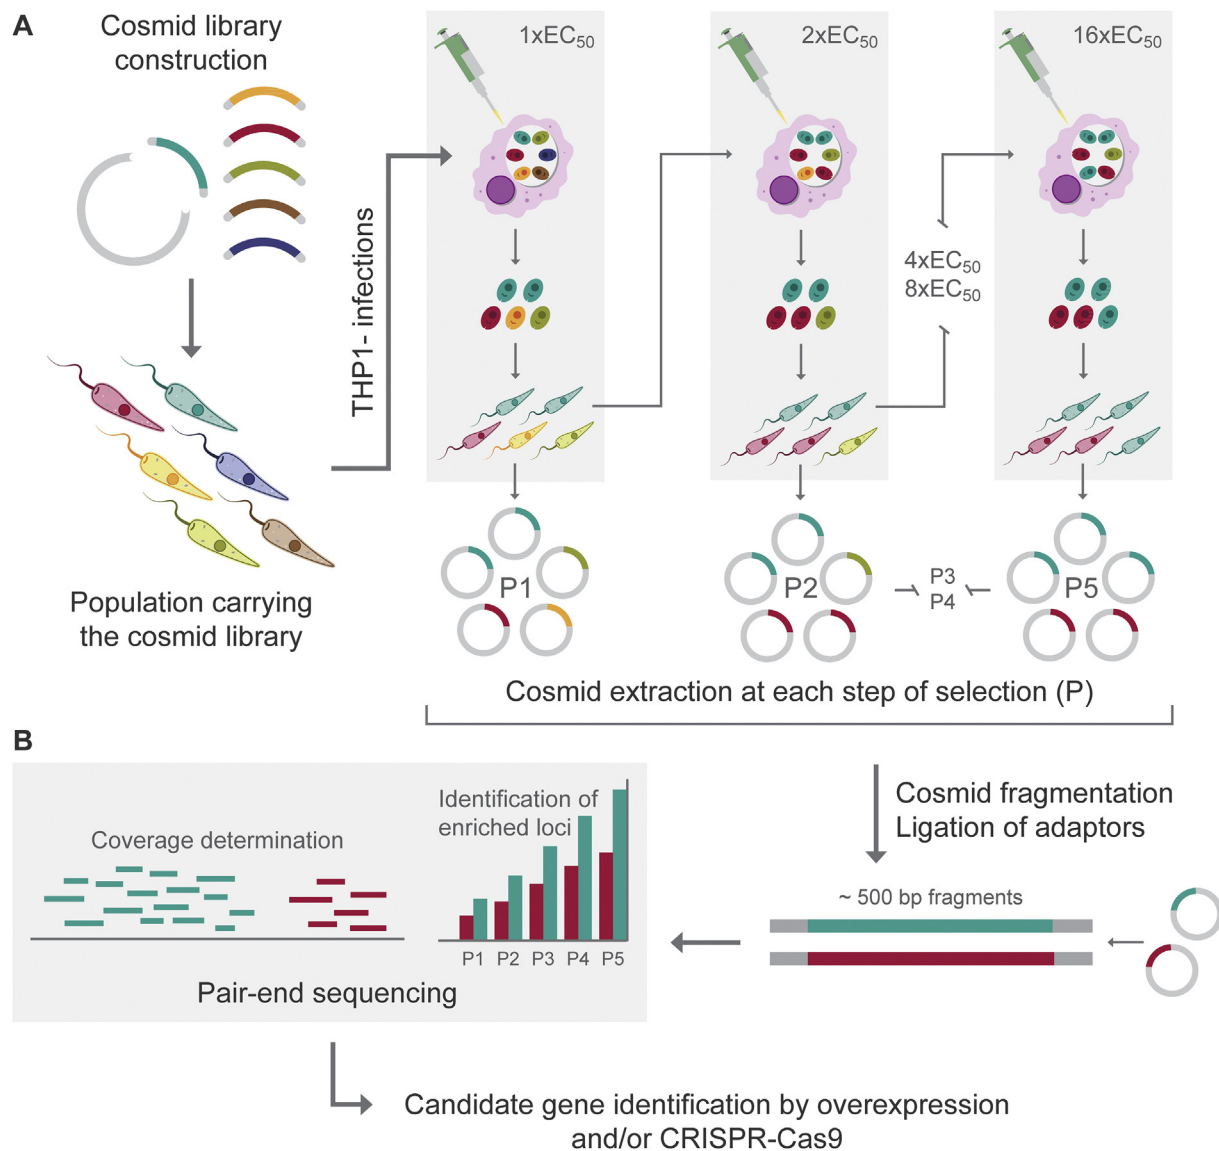 A
Cosmid library
construction
1xEC50
2xEC50
16xEC50
THP1- infections
4xEC50
8xEC50
Population carrying
the cosmid library
P1
P2
P3
P4
P5
Cosmid extraction at each step of selection (P)
B
Cosmid fragmentation
Ligation of adaptors
~ 500 bp fragments
Coverage determination
Identification of
enriched loci
P1 P2 P3 P4 P5
Pair-end sequencing
Candidate gene identification by overexpression
and/or CRISPR-Cas9